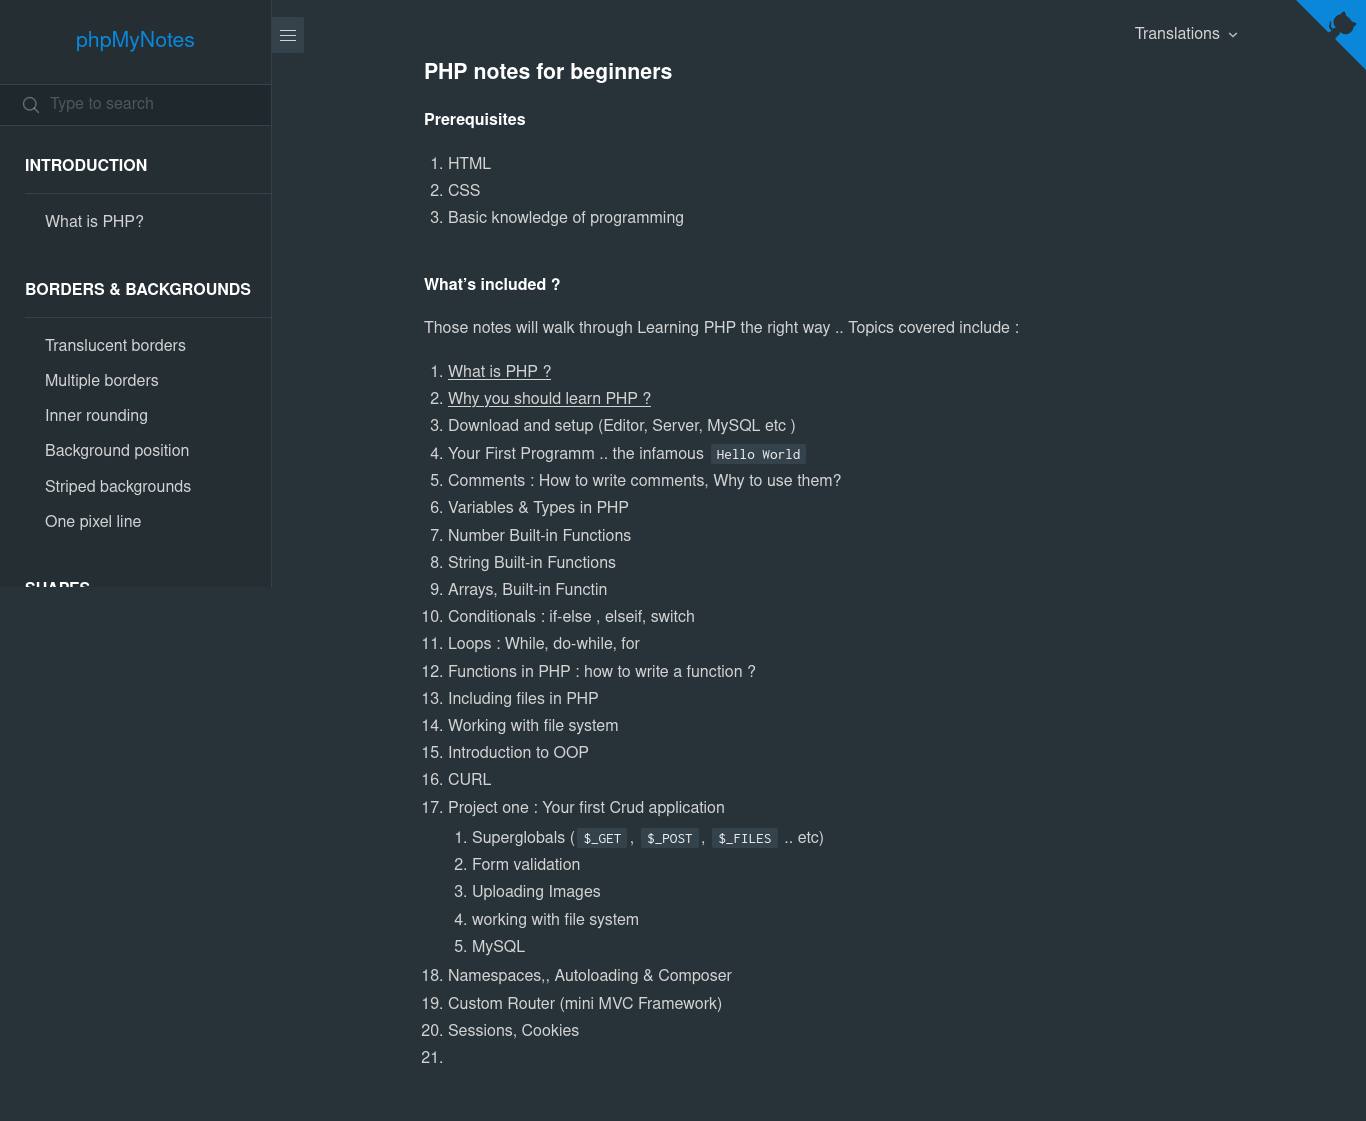 phpMyNotes
Type to search
INTRODUCTION
What is PHP?
BORDERS & BACKGROUNDS
Translucent borders
Multiple borders
Inner rounding
Background position
Striped backgrounds
One pixel line
SHAPES
Translations
PHP notes for beginners
Prerequisites
1. HTML
2. CSS
3. Basic knowledge of programming
What’s included ?
Those notes will walk through Learning PHP the right way .. Topics covered include :
1. What is PHP ?
2. Why you should learn PHP ?
3. Download and setup (Editor, Server, MySQL etc )
4. Your First Programm .. the infamous Hello World
5. Comments : How to write comments, Why to use them?
6. Variables & Types in PHP
7. Number Built-in Functions
8. String Built-in Functions
9. Arrays, Built-in Functin
10. Conditionals : if-else , elseif, switch
11. Loops : While, do-while, for
12. Functions in PHP : how to write a function ?
13. Including files in PHP
14. Working with file system
15. Introduction to OOP
16. CURL
17. Project one : Your first Crud application
1. Superglobals ( $_GET , $_POST , $_FILES .. etc)
2. Form validation
3. Uploading Images
4. working with file system
5. MySQL
18. Namespaces,, Autoloading & Composer
19. Custom Router (mini MVC Framework)
20. Sessions, Cookies
21.